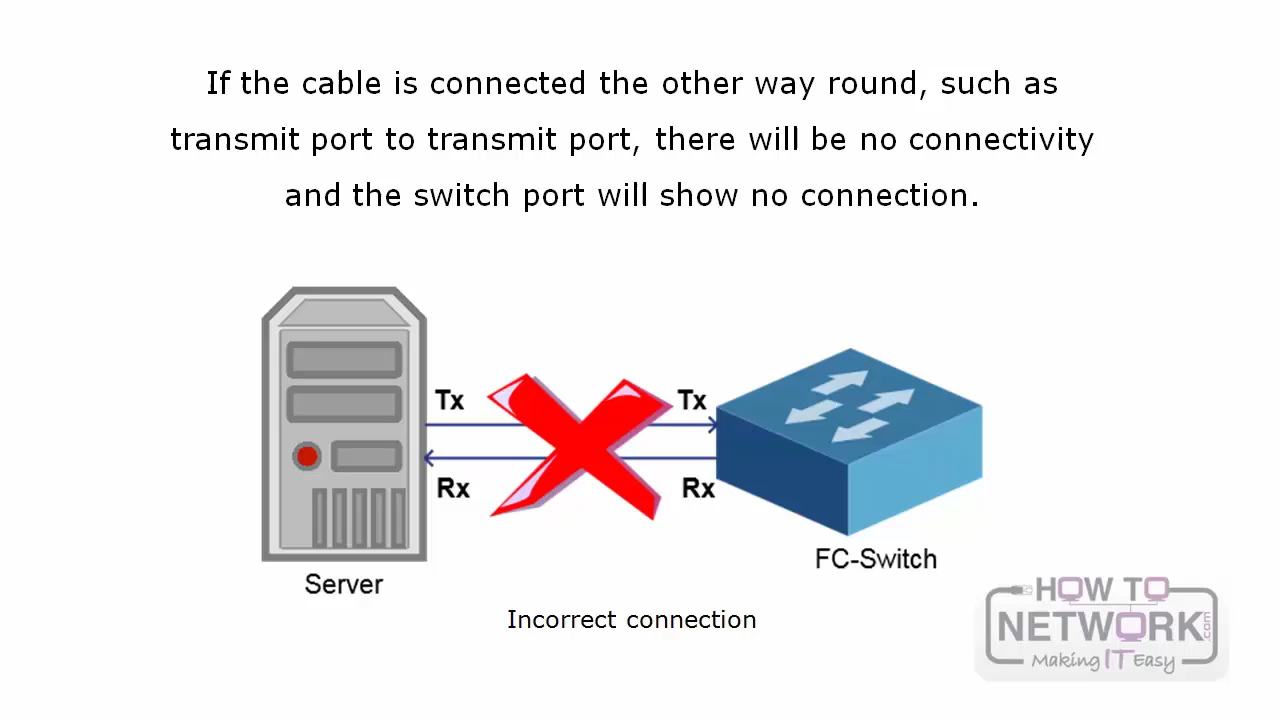 If the cable is connected the other way round, such as
transmit port to transmit port, there will be no connectivity
and the switch port will show no connection.
Tx
Tx
Rx
Rx
FC-Switch
Server
Incorrect connection
HOW TO
NETWORK.com
Making IT Easy